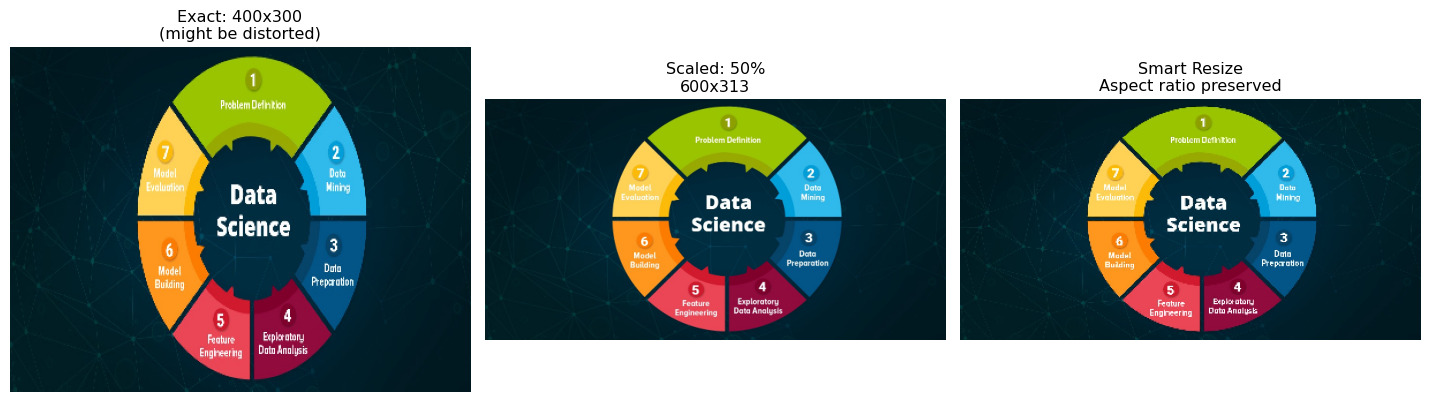 Exact: 400x300
(might be distorted)
1
Problem Definition
2
Data
Mining
3
Data
Preparation
4
Exploratory
Data Analysis
5
Feature
Engineering
6
Model
Building
7
Model
Evaluation
Data
Science
Scaled: 50%
600x313
1
Problem Definition
2
Data
Mining
3
Data
Preparation
4
Exploratory
Data Analysis
5
Feature
Engineering
6
Model
Building
7
Model
Evaluation
Data
Science
Smart Resize
Aspect ratio preserved
1
Problem Definition
2
Data
Mining
3
Data
Preparation
4
Exploratory
Data Analysis
5
Feature
Engineering
6
Model
Building
7
Model
Evaluation
Data
Science